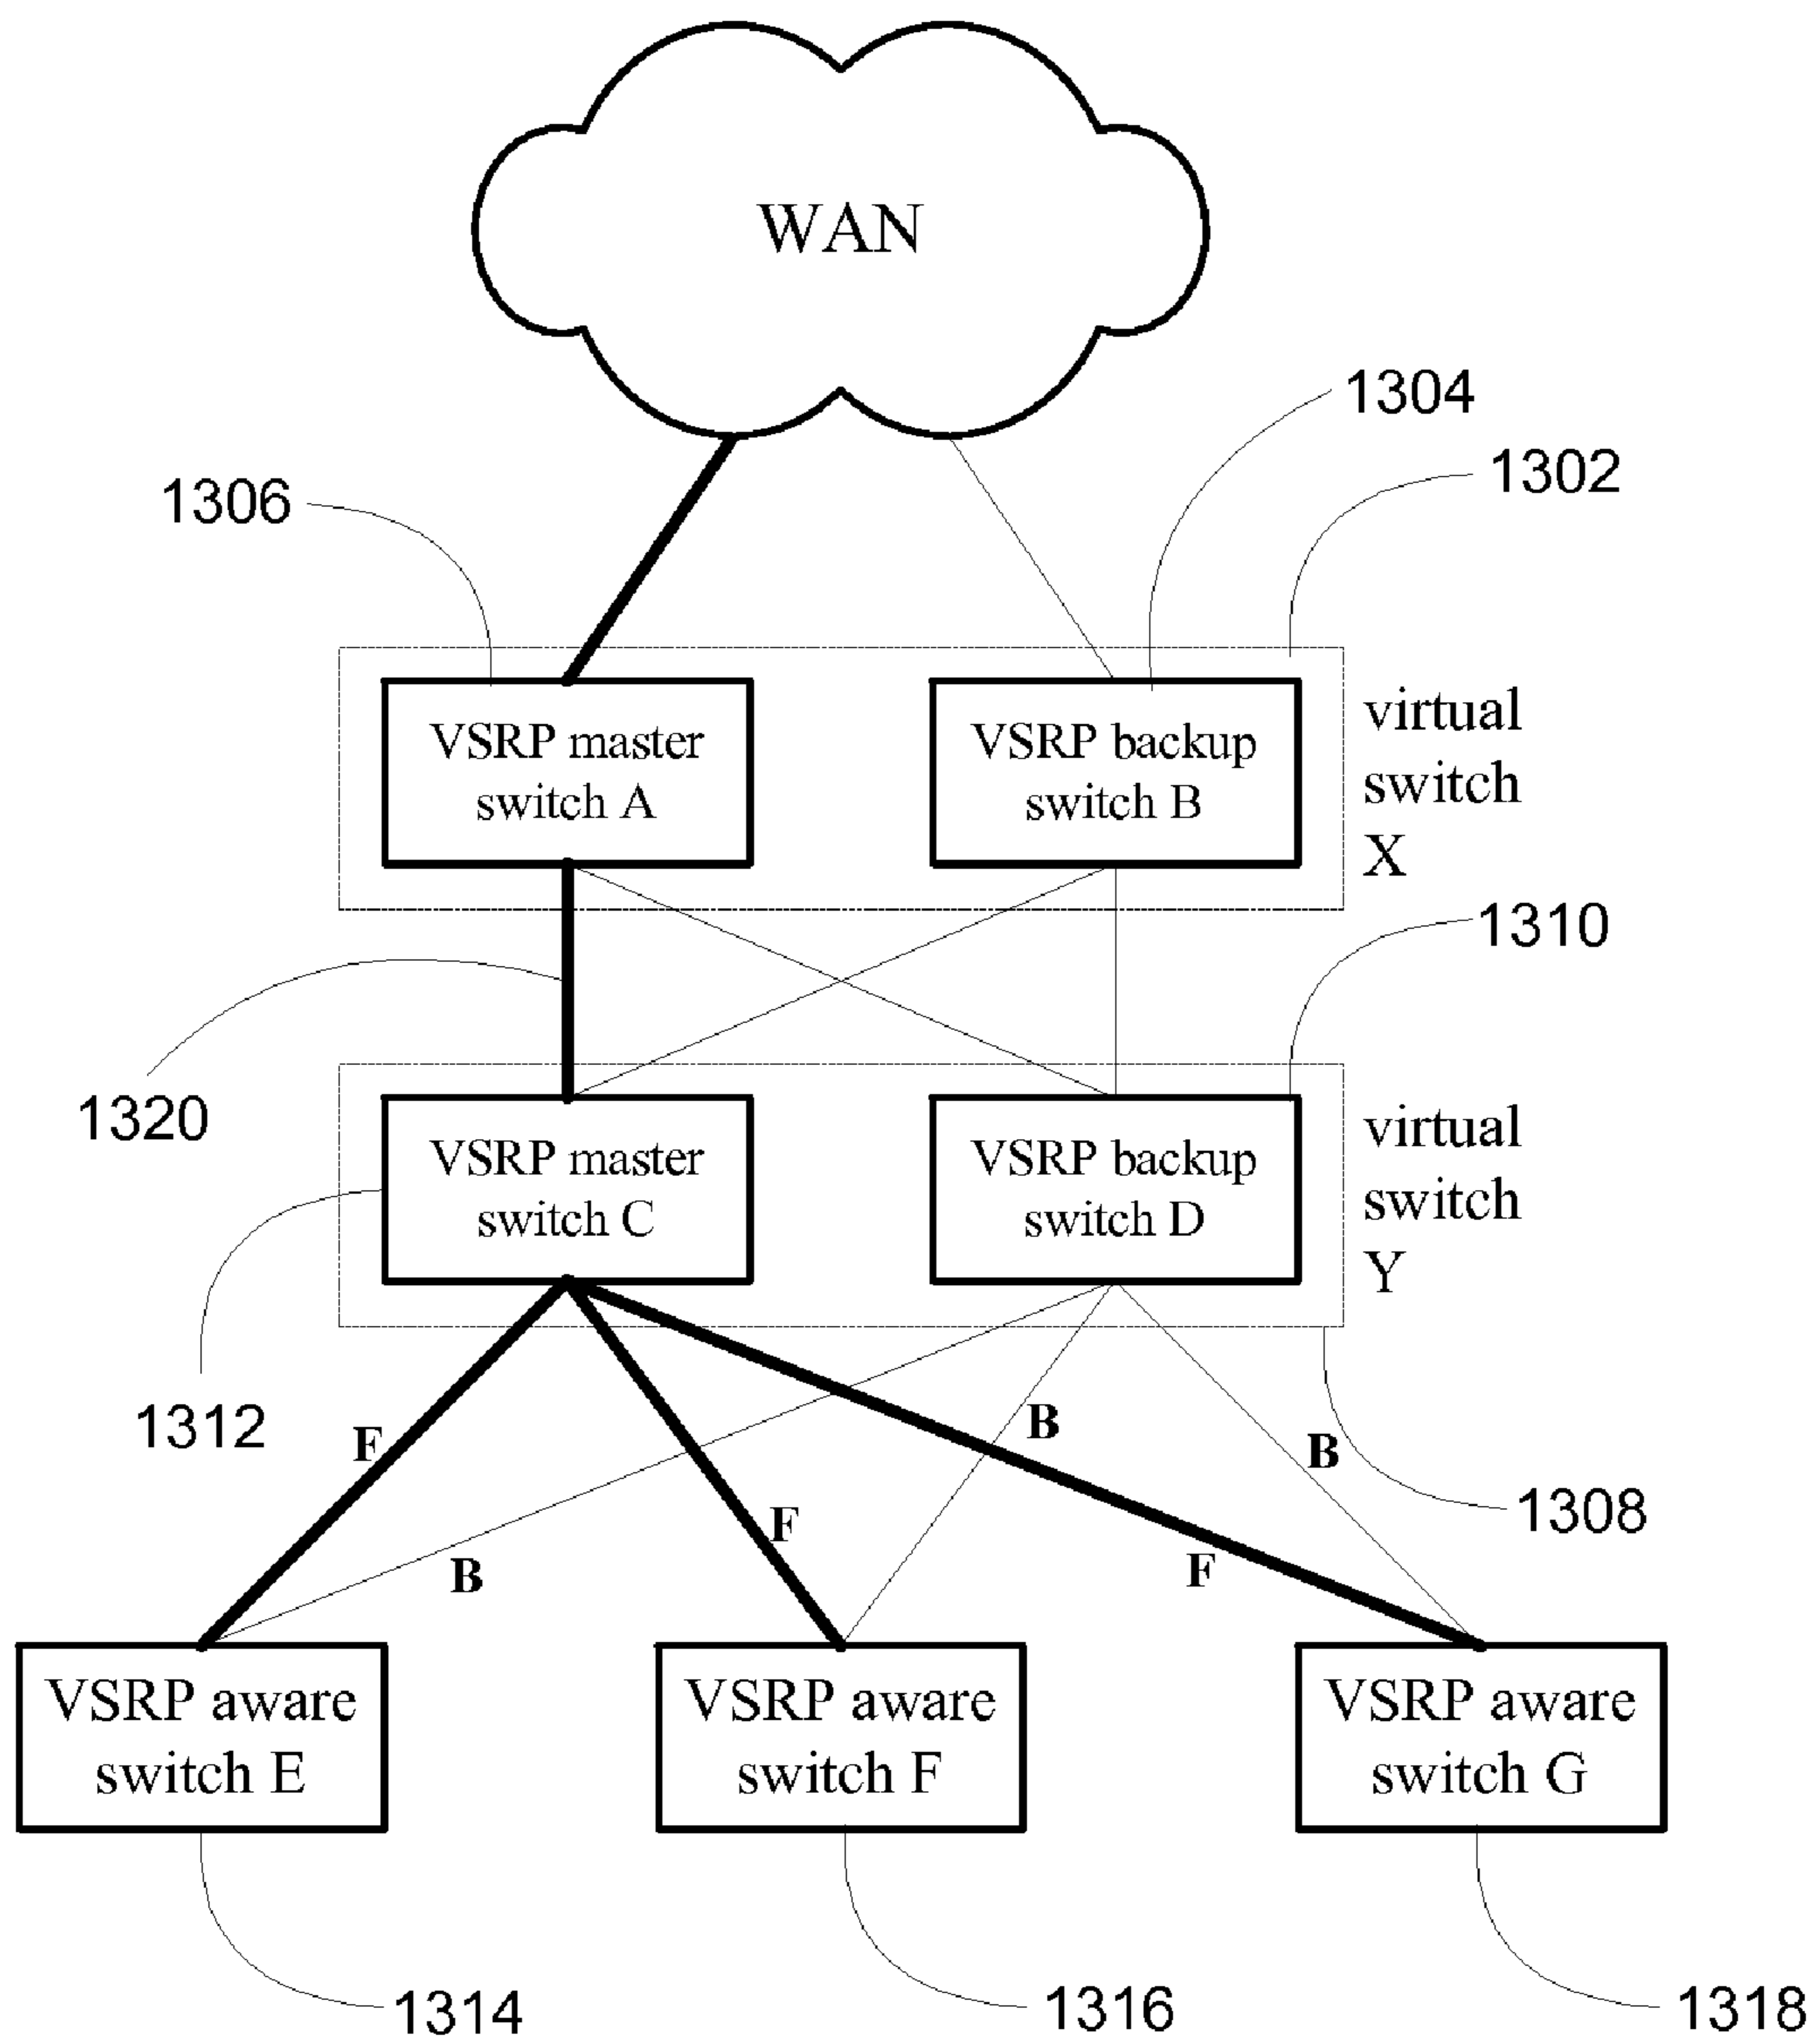 WAN
1304
1302
1306
VSRP master
switch A
VSRP backup
switch B
virtual
switch
X
1310
1320
VSRP master
switch C
VSRP backup
switch D
virtual
switch
Y
1312
F
B
B
F
F
B
1308
VSRP aware
switch E
VSRP aware
switch F
VSRP aware
switch G
1314
1316
1318